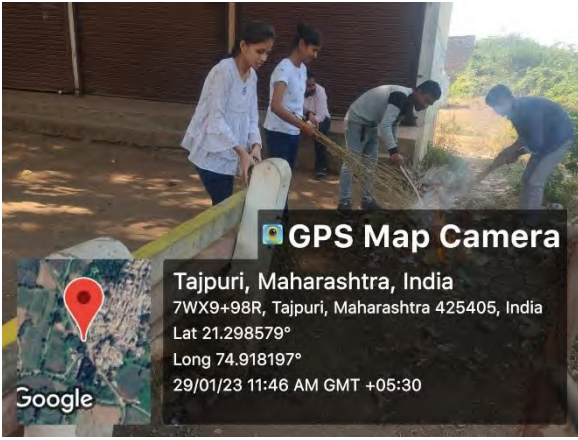 GPS Map Camera
Tajpuri, Maharashtra, India
7WX9+98R, Tajpuri, Maharashtra 425405, India
Lat 21.298579°
Long 74.918197°
29/01/23 11:46 AM GMT +05:30
Google